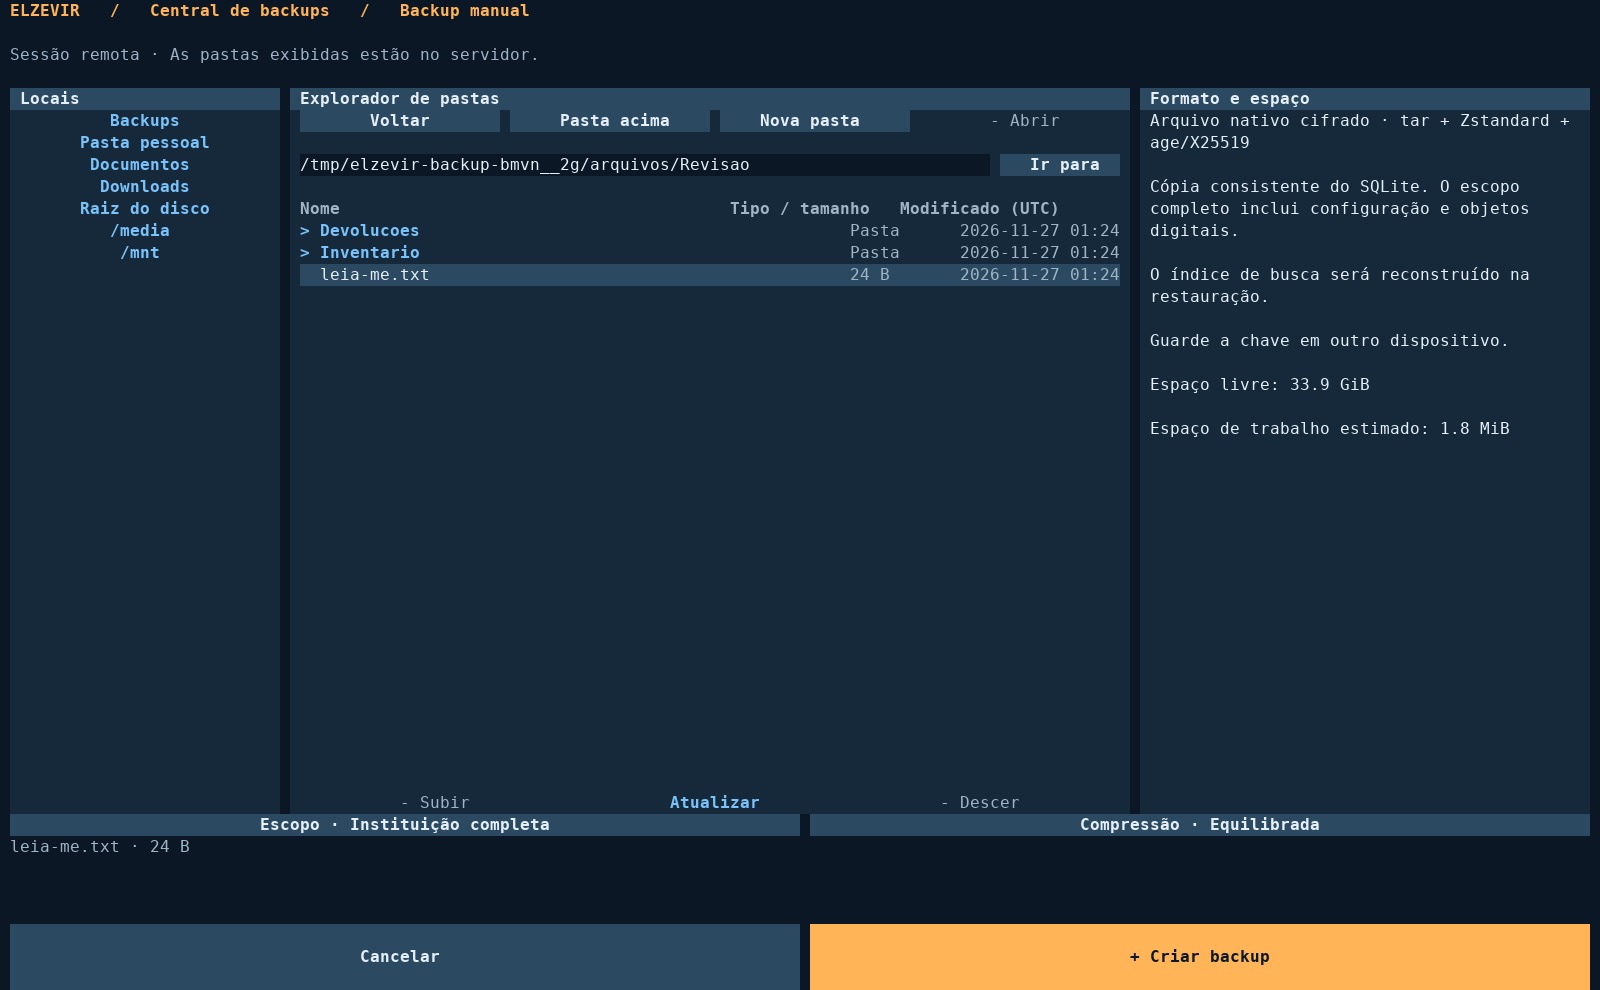 ELZEVIR / Central de backups / Backup manual
Sessão remota · As pastas exibidas estão no servidor.
Locais
Backups
Pasta pessoal
Documentos
Downloads
Raiz do disco
/media
/mnt
Explorador de pastas
Voltar Pasta acima Nova pasta - Abrir
/tmp/elzevir-backup-bmvn__2g/arquivos/Revisao Ir para
Nome Tipo / tamanho Modificado (UTC)
> Devolucoes Pasta 2026-11-27 01:24
> Inventario Pasta 2026-11-27 01:24
leia-me.txt 24 B 2026-11-27 01:24
- Subir Atualizar - Descer
Formato e espaço
Arquivo nativo cifrado · tar + Zstandard +
age/X25519
Cópia consistente do SQLite. O escopo
completo inclui configuração e objetos
digitais.
O índice de busca será reconstruído na
restauração.
Guarde a chave em outro dispositivo.
Espaço livre: 33.9 GiB
Espaço de trabalho estimado: 1.8 MiB
Escopo · Instituição completa Compressão · Equilibrada
leia-me.txt · 24 B
Cancelar + Criar backup